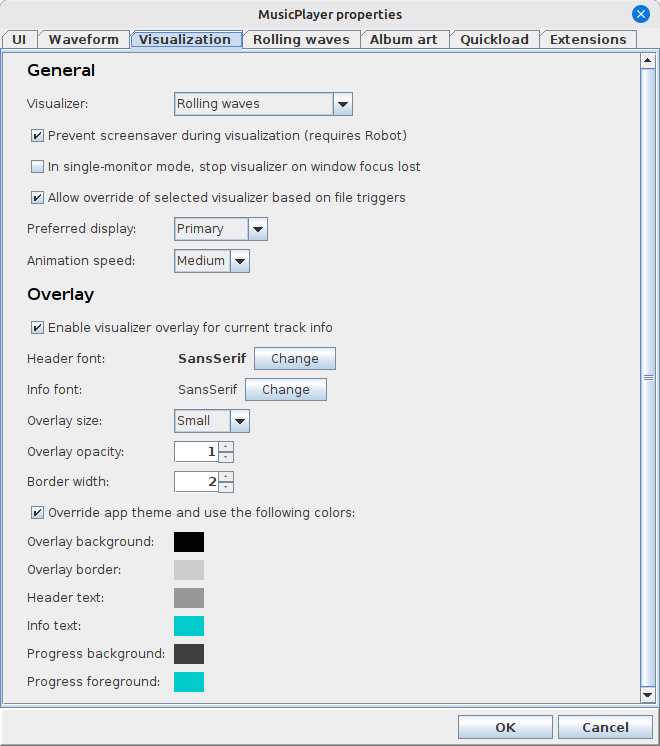 MusicPlayer properties
UI Waveform Visualization Rolling waves Album art Quickload Extensions
General
Visualizer: Rolling waves
Prevent screensaver during visualization (requires Robot)
In single-monitor mode, stop visualizer on window focus lost
Allow override of selected visualizer based on file triggers
Preferred display: Primary
Animation speed: Medium
Overlay
Enable visualizer overlay for current track info
Header font: SansSerif Change
Info font: SansSerif Change
Overlay size: Small
Overlay opacity: 1
Border width: 2
Override app theme and use the following colors:
Overlay background:
Overlay border:
Header text:
Info text:
Progress background:
Progress foreground:
OK Cancel